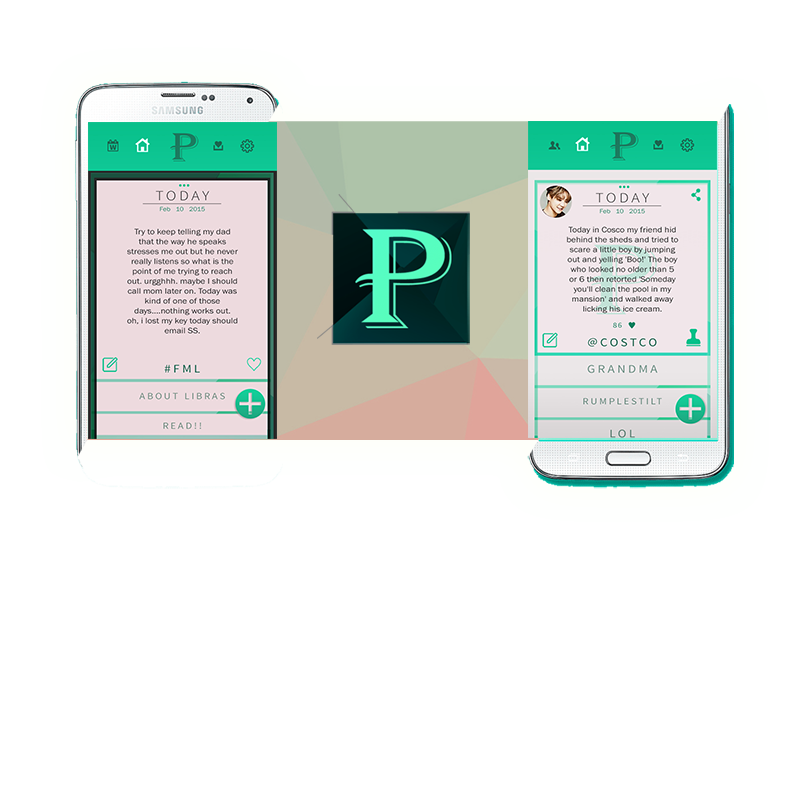 SAMSUNG
W
P
TODAY
Feb 10 2015
Try to keep telling my dad
that the way he speaks
stresses me out but he never
really listens so what is the
point of me trying to reach
out. urgghhh. maybe I should
call mom later on. Today was
kind of one of those
days....nothing works out.
oh, i lost my key today should
email SS.
#FML
ABOUT LIBRAS
READ!!
P
P
TODAY
Feb 10 2015
Today in Cosco my friend hid
behind the sheds and tried to
scare a little boy by jumping
out and yelling 'Boo!' The boy
who looked no older than 5
or 6 then retorted 'Someday
you'll clean the pool in my
mansion' and walked away
licking his ice cream.
86
@COSTCO
GRANDMA
RUMPLESTILT
LOL